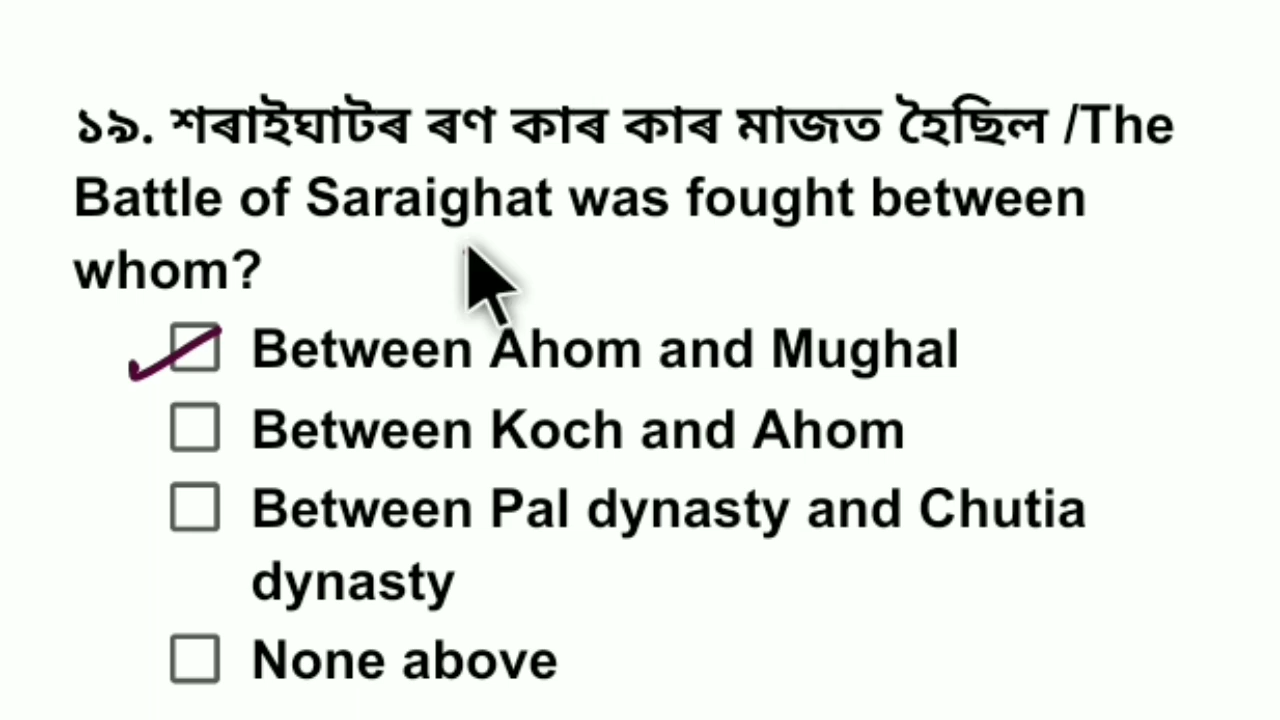 ১৯. শৰাইঘাটৰ ৰণ কাৰ কাৰ মাজত হৈছিল /The
Battle of Saraighat was fought between
whom?
Between Ahom and Mughal
Between Koch and Ahom
Between Pal dynasty and Chutia
dynasty
None above